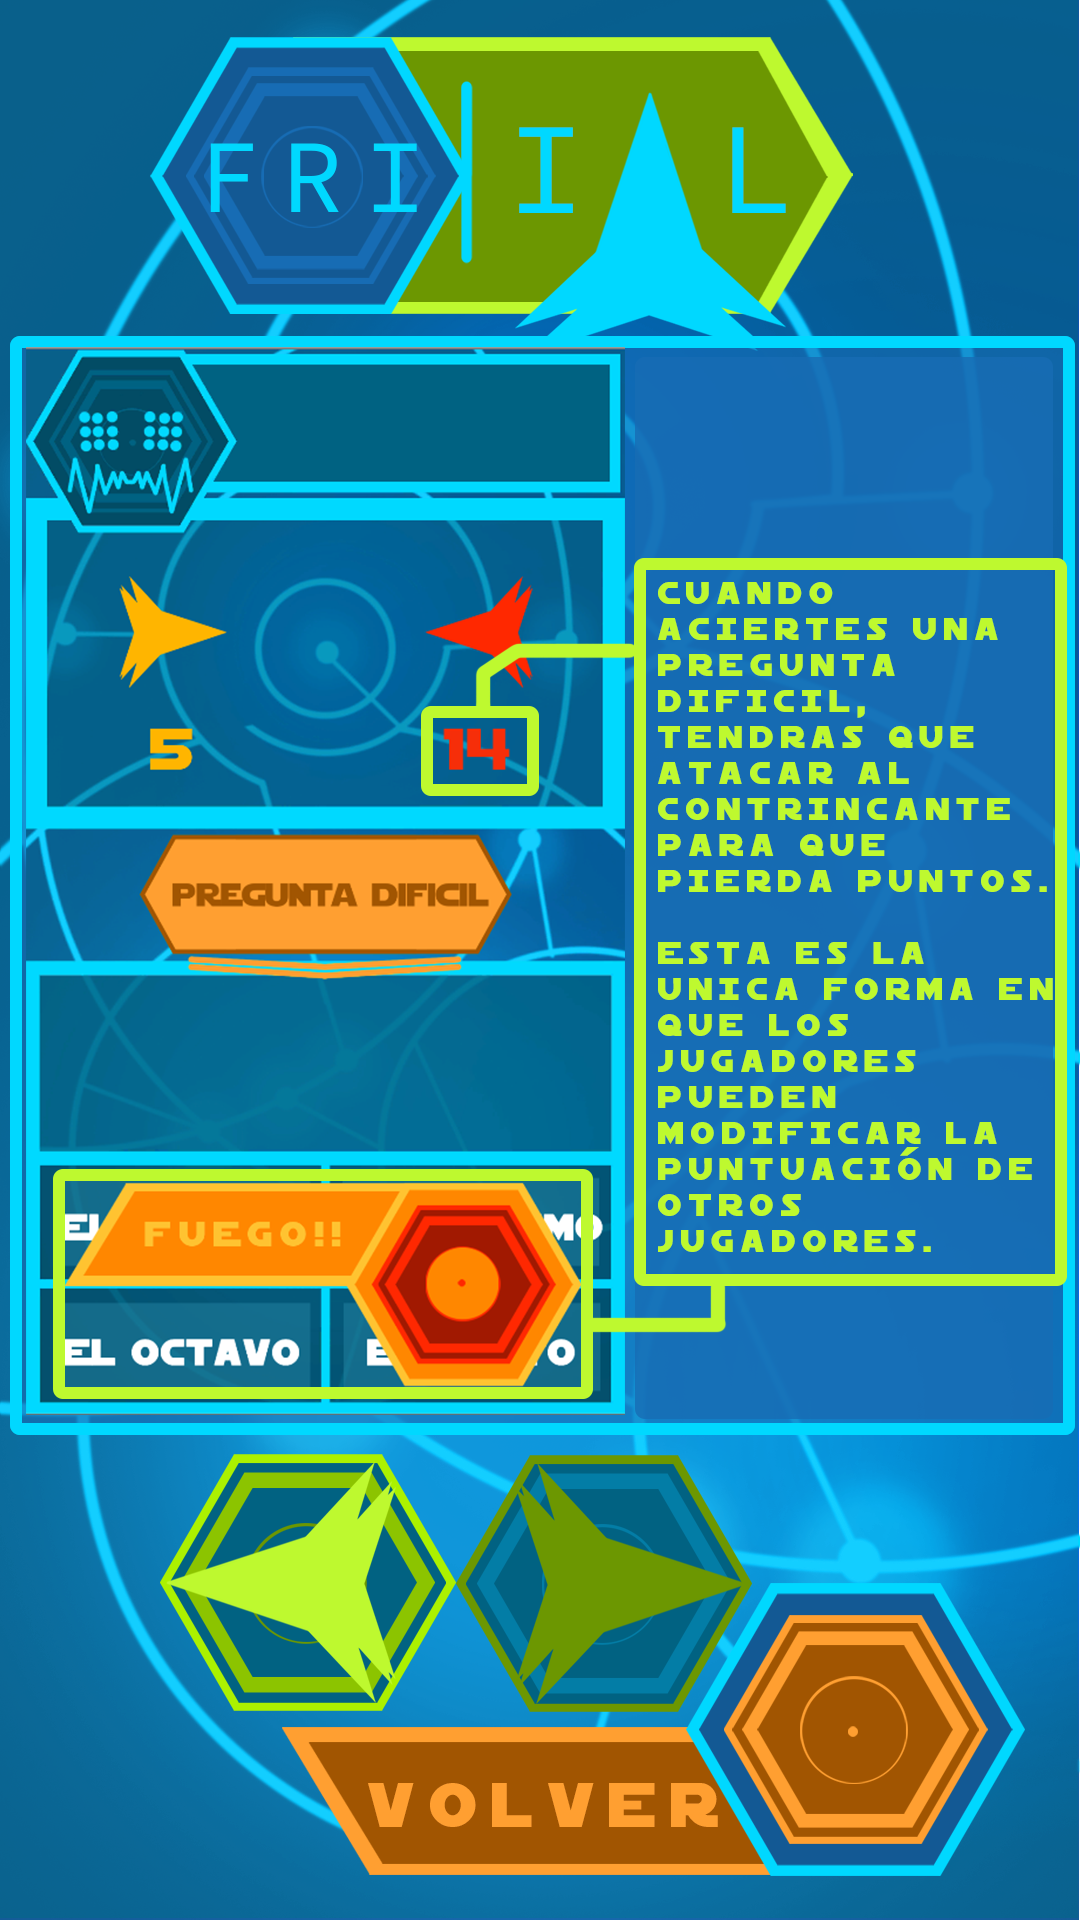 FRI IAL
5
14
PREGUNTA DIFICIL
FUEGO!!
EL OCTAVO
CUANDO
ACIERTES UNA
PREGUNTA
DIFICIL,
TENDRAS QUE
ATACAR AL
CONTRINCANTE
PARA QUE
PIERDA PUNTOS.
ESTA ES LA
UNICA FORMA EN
QUE LOS
JUGADORES
PUEDEN
MODIFICAR LA
PUNTUACIÓN DE
OTROS
JUGADORES.
VOLVER